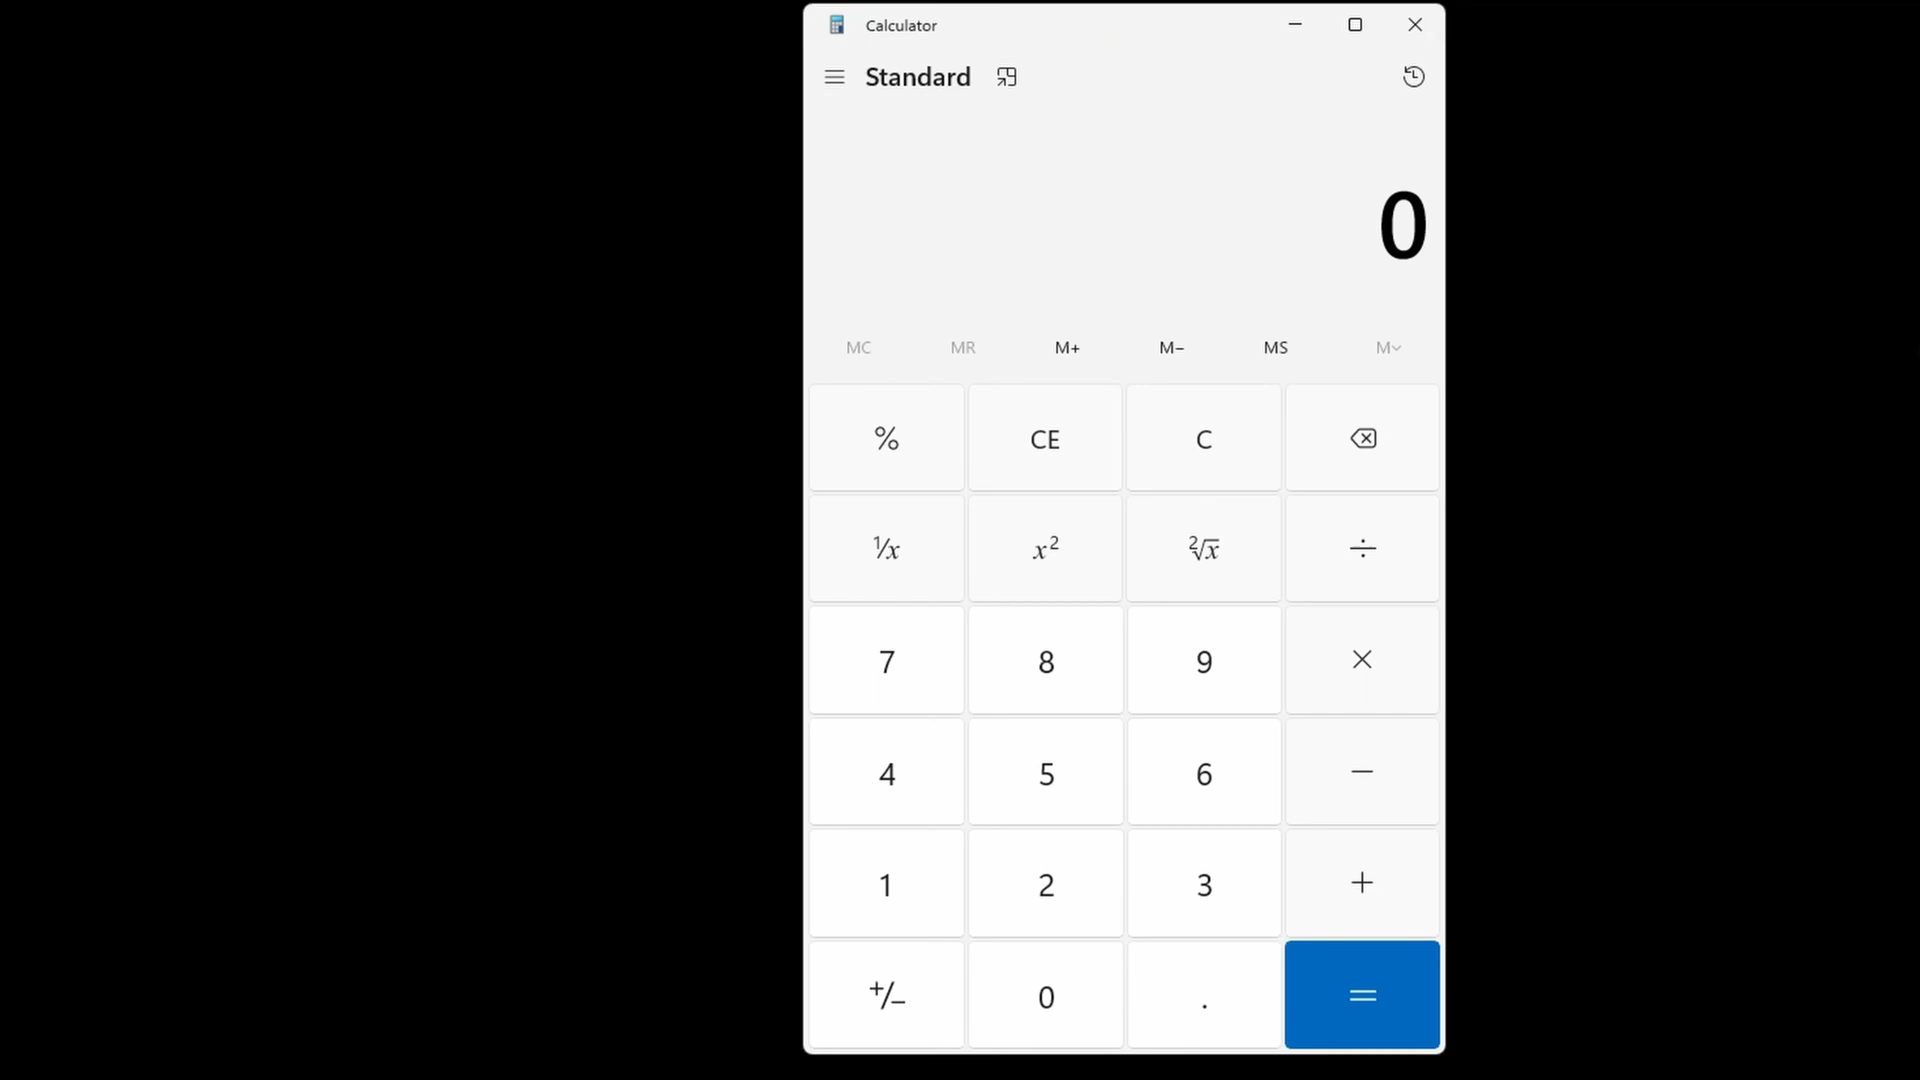 Calculator
Standard
0
MC MR M+ M− MS M
% CE C
¹/x x² ²√x ÷
7 8 9 ×
4 5 6 −
1 2 3 +
+/− 0 . =